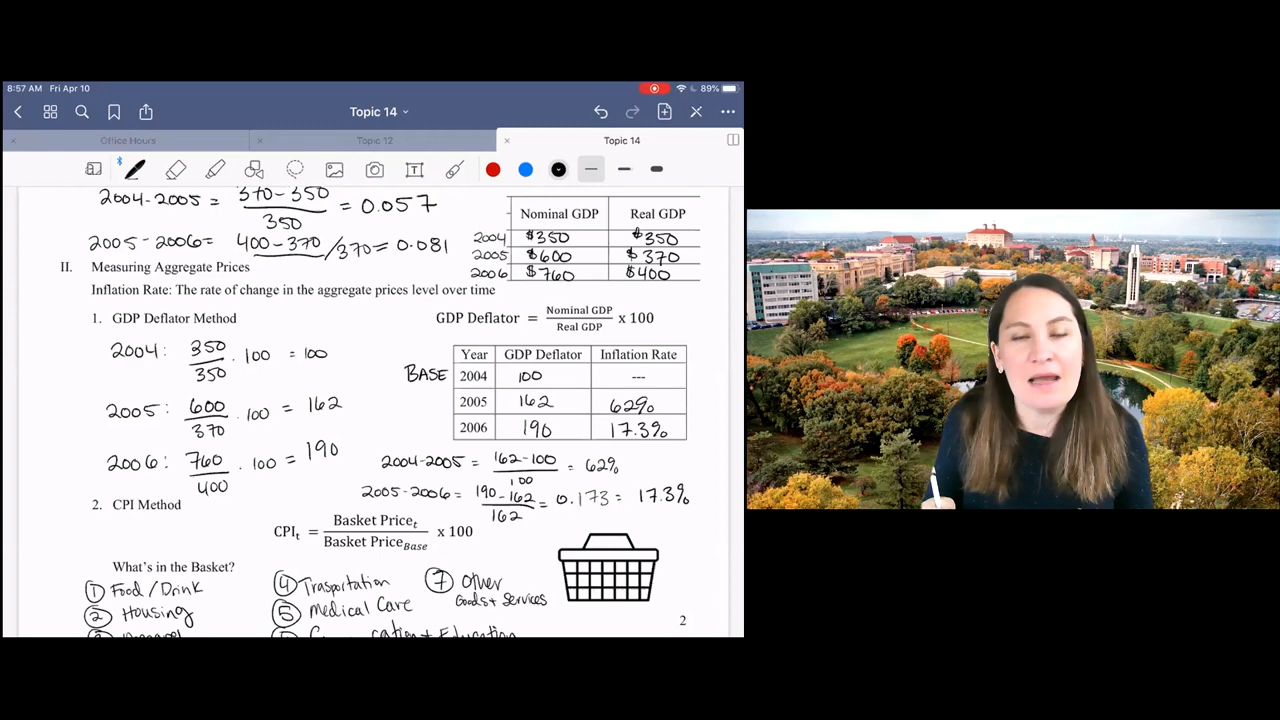 8:57 AM Fri Apr 10
89%
Topic 14
Office Hours
Topic 12
Topic 14
2004-2005 = 370-350 / 350 = 0.057
2005-2006= 400-370 /370 = 0.081
Nominal GDP Real GDP
2004 $350 $350
2005 $600 $370
2006 $760 $400
II. Measuring Aggregate Prices
Inflation Rate: The rate of change in the aggregate prices level over time
1. GDP Deflator Method
GDP Deflator = Nominal GDP / Real GDP x 100
2004: 350 / 350 · 100 = 100
2005: 600 / 370 · 100 = 162
2006: 760 / 400 · 100 = 190
Year GDP Deflator Inflation Rate
BASE 2004 100 ---
2005 162 62%
2006 190 17.3%
2004-2005 = 162-100 / 100 = 62%
2005-2006 = 190-162 / 162 = 0.173 = 17.3%
2. CPI Method
CPIt = Basket Pricet / Basket PriceBase x 100
What's in the Basket?
① Food/Drink
② Housing
④ Trasportation
⑤ Medical Care
Education
⑦ Other
Goods + Services
2